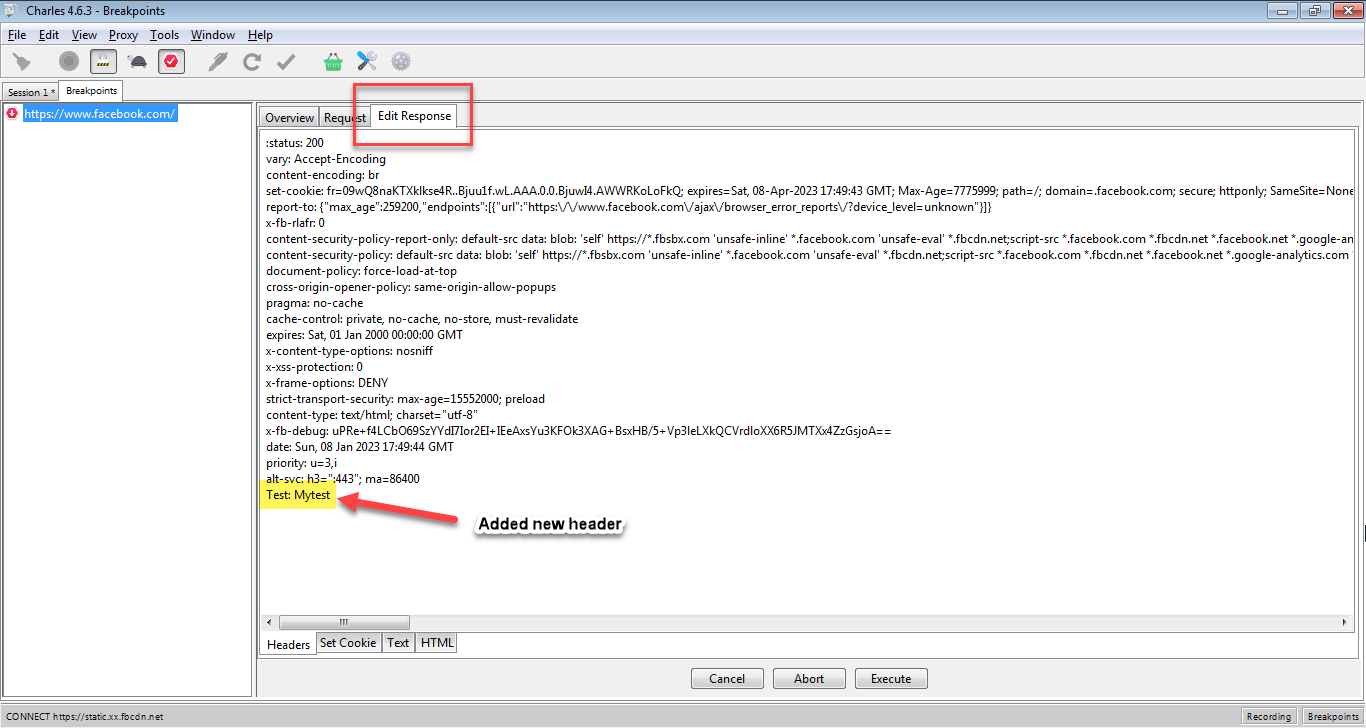 Charles 4.6.3 - Breakpoints
File Edit View Proxy Tools Window Help
Session 1 * Breakpoints
https://www.facebook.com/
Overview Request Edit Response
:status: 200
vary: Accept-Encoding
content-encoding: br
set-cookie: fr=09wQ8naKTXklkse4R..Bjuu1f.wL.AAA.0.0.BjuwI4.AWWRKoLoFkQ; expires=Sat, 08-Apr-2023 17:49:43 GMT; Max-Age=7775999; path=/; domain=.facebook.com; secure; httponly; SameSite=None
report-to: {"max_age":259200,"endpoints":[{"url":"https:\/\/www.facebook.com\/ajax\/browser_error_reports\/?device_level=unknown"}]}
x-fb-rlafr: 0
content-security-policy-report-only: default-src data: blob: 'self' https://*.fbsbx.com 'unsafe-inline' *.facebook.com 'unsafe-eval' *.fbcdn.net;script-src *.facebook.com *.fbcdn.net *.facebook.net *.google-an
content-security-policy: default-src data: blob: 'self' https://*.fbsbx.com 'unsafe-inline' *.facebook.com 'unsafe-eval' *.fbcdn.net;script-src *.facebook.com *.fbcdn.net *.facebook.net *.google-analytics.com
document-policy: force-load-at-top
cross-origin-opener-policy: same-origin-allow-popups
pragma: no-cache
cache-control: private, no-cache, no-store, must-revalidate
expires: Sat, 01 Jan 2000 00:00:00 GMT
x-content-type-options: nosniff
x-xss-protection: 0
x-frame-options: DENY
strict-transport-security: max-age=15552000; preload
content-type: text/html; charset="utf-8"
x-fb-debug: uPRe+f4LCbO69SzYYdI7Ior2EI+IEeAxsYu3KFOk3XAG+BsxHB/5+Vp3IeLXkQCVrdIoXX6R5JMTXx4ZzGsjoA==
date: Sun, 08 Jan 2023 17:49:44 GMT
priority: u=3,i
alt-svc: h3=":443"; ma=86400
Test: Mytest
Added new header
Headers Set Cookie Text HTML
Cancel Abort Execute
CONNECT https://static.xx.fbcdn.net Recording Breakpoints